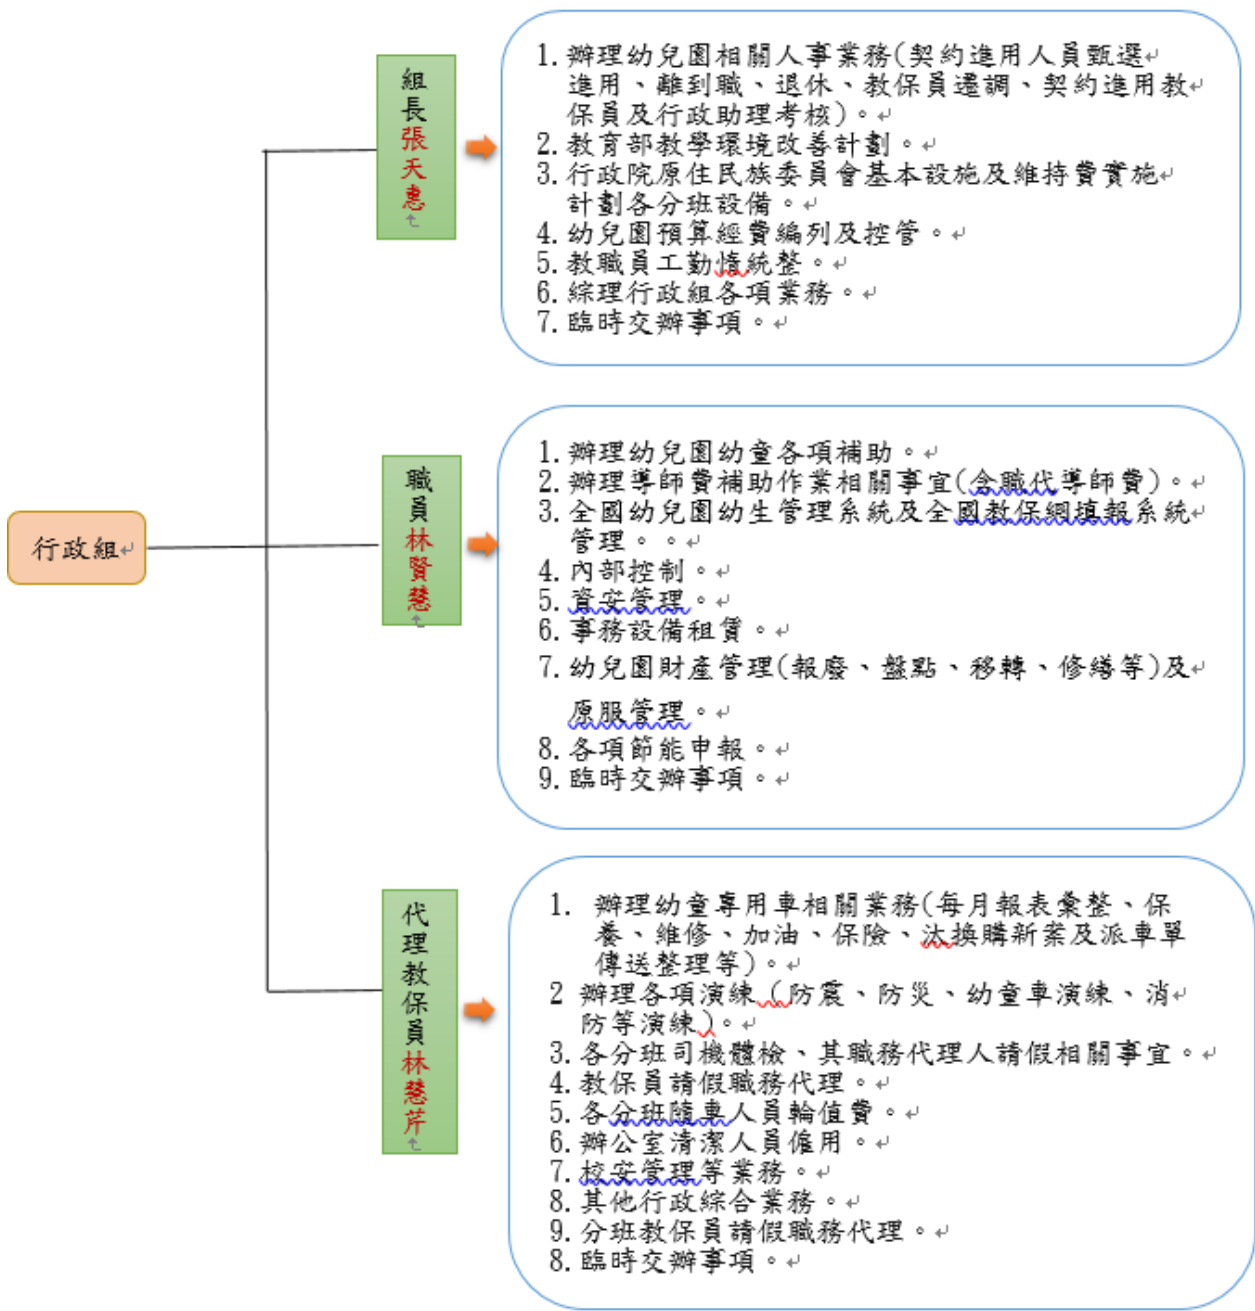 行政組
組長張天惠
1.辦理幼兒園相關人事業務(契約進用人員甄選
進用、離到職、退休、教保員遷調、契約進用教
保員及行政助理考核)。
2.教育部教學環境改善計劃。
3.行政院原住民族委員會基本設施及維持費實施
計劃各分班設備。
4.幼兒園預算經費編列及控管。
5.教職員工勤惰統整。
6.綜理行政組各項業務。
7.臨時交辦事項。
職員林賢慧
1.辦理幼兒園幼童各項補助。
2.辦理導師費補助作業相關事宜(含職代導師費)。
3.全國幼兒園幼生管理系統及全國教保網填報系統
管理。。
4.內部控制。
5.資安管理。
6.事務設備租賃。
7.幼兒園財產管理(報廢、盤點、移轉、修繕等)及
原服管理。
8.各項節能申報。
9.臨時交辦事項。
代理教保員林慧芹
1. 辦理幼童專用車相關業務(每月報表彙整、保
養、維修、加油、保險、汰換購新案及派車單
傳送整理等)。
2 辦理各項演練（防震、防災、幼童車演練、消
防等演練）。
3.各分班司機體檢、其職務代理人請假相關事宜。
4.教保員請假職務代理。
5.各分班隨車人員輪值費。
6.辦公室清潔人員僱用。
7.校安管理等業務。
8.其他行政綜合業務。
9.分班教保員請假職務代理。
8.臨時交辦事項。